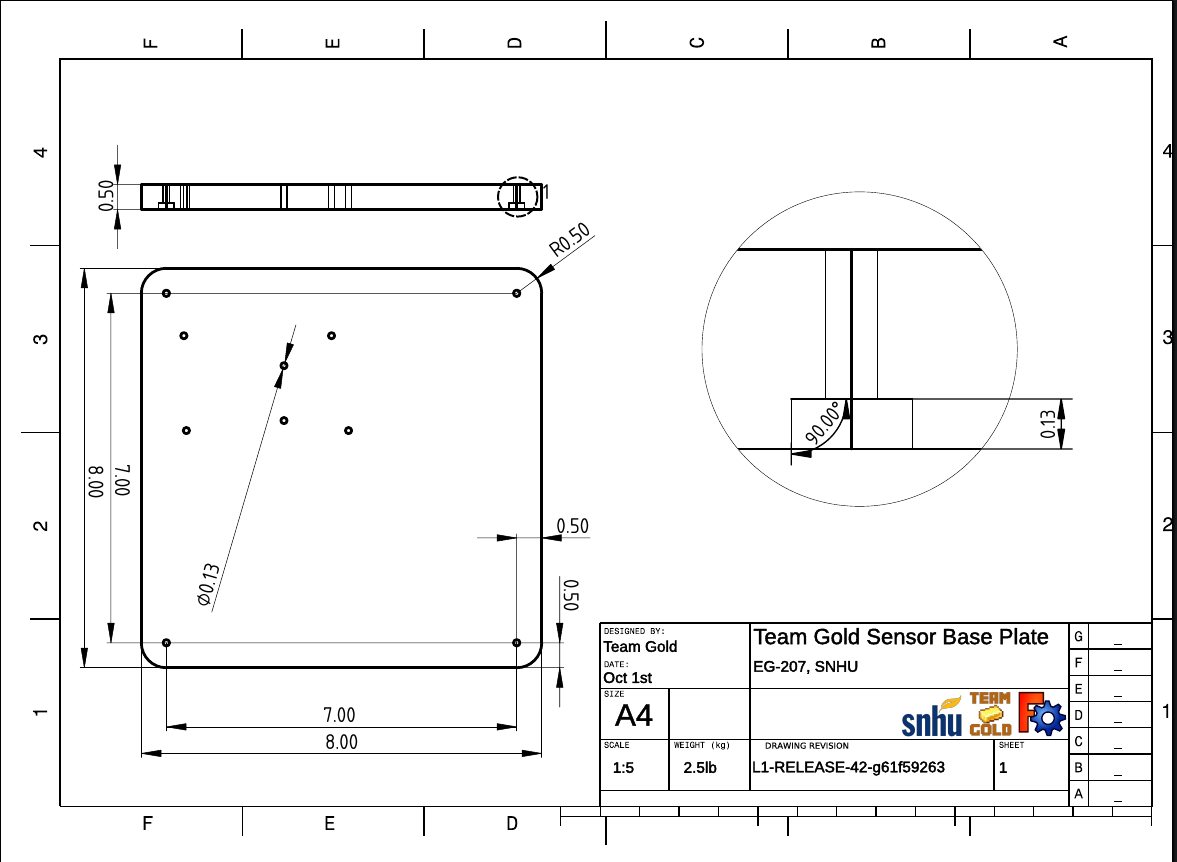 F E D C B A
4 4
0.50
1
R0.50
3 3
90.00°
0.13
8.00
7.00
2 2
0.50
Ø0.13
0.50
DESIGNED BY:
Team Gold
DATE:
Oct 1st
Team Gold Sensor Base Plate
EG-207, SNHU
SIZE
A4
snhu
TEAM
GOLD
SCALE
1:5
WEIGHT (kg)
2.5lb
DRAWING REVISION
L1-RELEASE-42-g61f59263
SHEET
1
G _
F _
E _
D _
C _
B _
A _
1 1
7.00
8.00
F E D